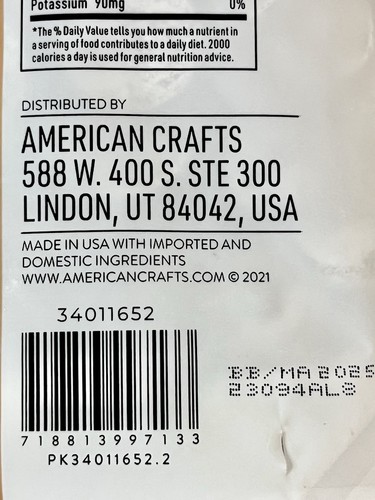 Potassium 90mg 0%
*The % Daily Value tells you how much a nutrient in
a serving of food contributes to a daily diet. 2000
calories a day is used for general nutrition advice.
DISTRIBUTED BY
AMERICAN CRAFTS
588 W. 400 S. STE 300
LINDON, UT 84042, USA
MADE IN USA WITH IMPORTED AND
DOMESTIC INGREDIENTS
WWW.AMERICANCRAFTS.COM © 2021
34011652
BB/MA 2025
23094AL8
7 18813 99713 3
PK34011652.2